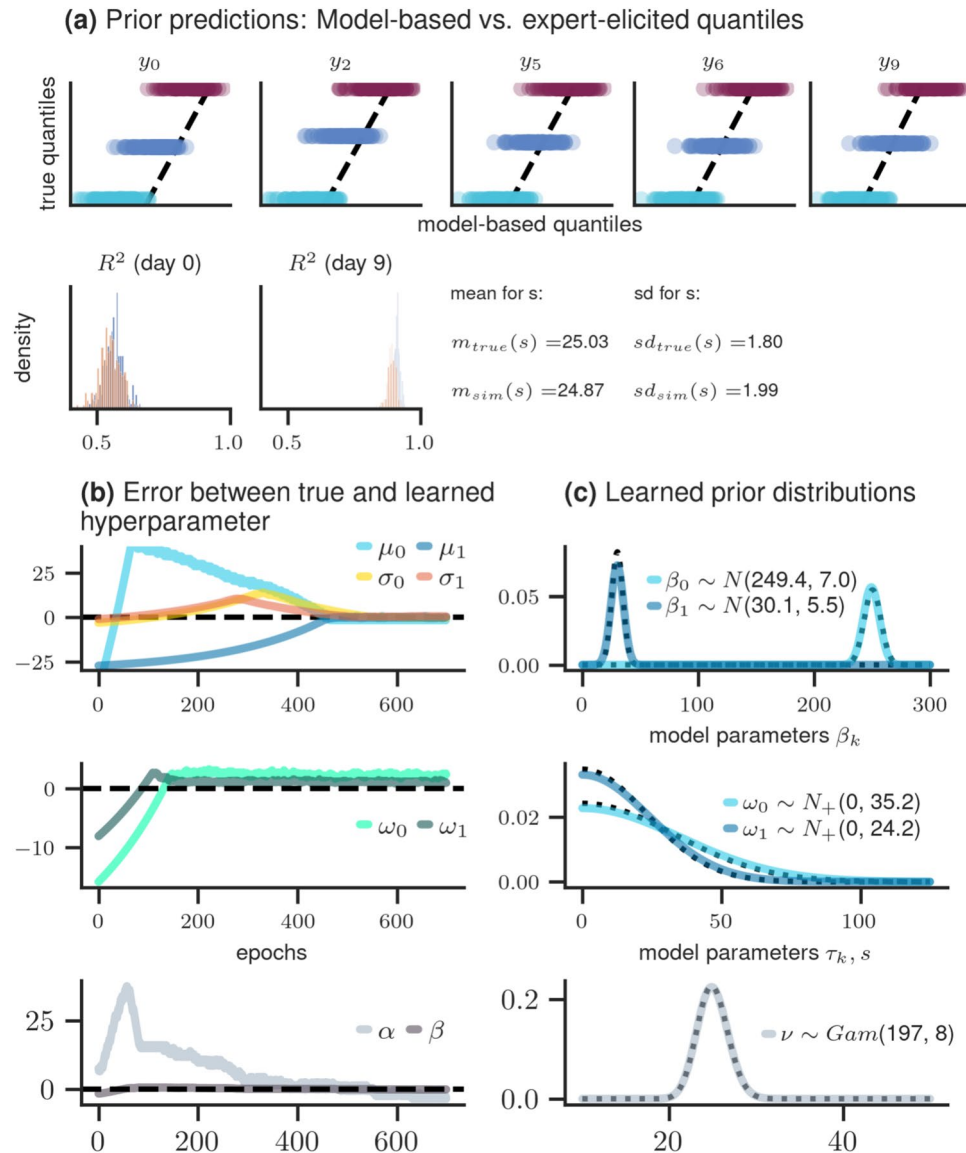 (a) Prior predictions: Model-based vs. expert-elicited quantiles
y₀ y₂ y₅ y₆ y₉
true quantiles
model-based quantiles
R² (day 0) R² (day 9)
density
mean for s: sd for s:
m_true(s) =25.03 sd_true(s) =1.80
m_sim(s) =24.87 sd_sim(s) =1.99
0.5 1.0 0.5 1.0
(b) Error between true and learned
hyperparameter
μ₀ μ₁
σ₀ σ₁
25
0
−25
0 200 400 600
0
−10
ω₀ ω₁
0 200 400 600
epochs
25
0
α β
0 200 400 600
(c) Learned prior distributions
β₀ ∼ N(249.4, 7.0)
β₁ ∼ N(30.1, 5.5)
0.05
0.00
0 100 200 300
model parameters βₖ
ω₀ ∼ N₊(0, 35.2)
ω₁ ∼ N₊(0, 24.2)
0.02
0.00
0 50 100
model parameters τₖ, s
0.2
0.0
ν ∼ Gam(197, 8)
20 40